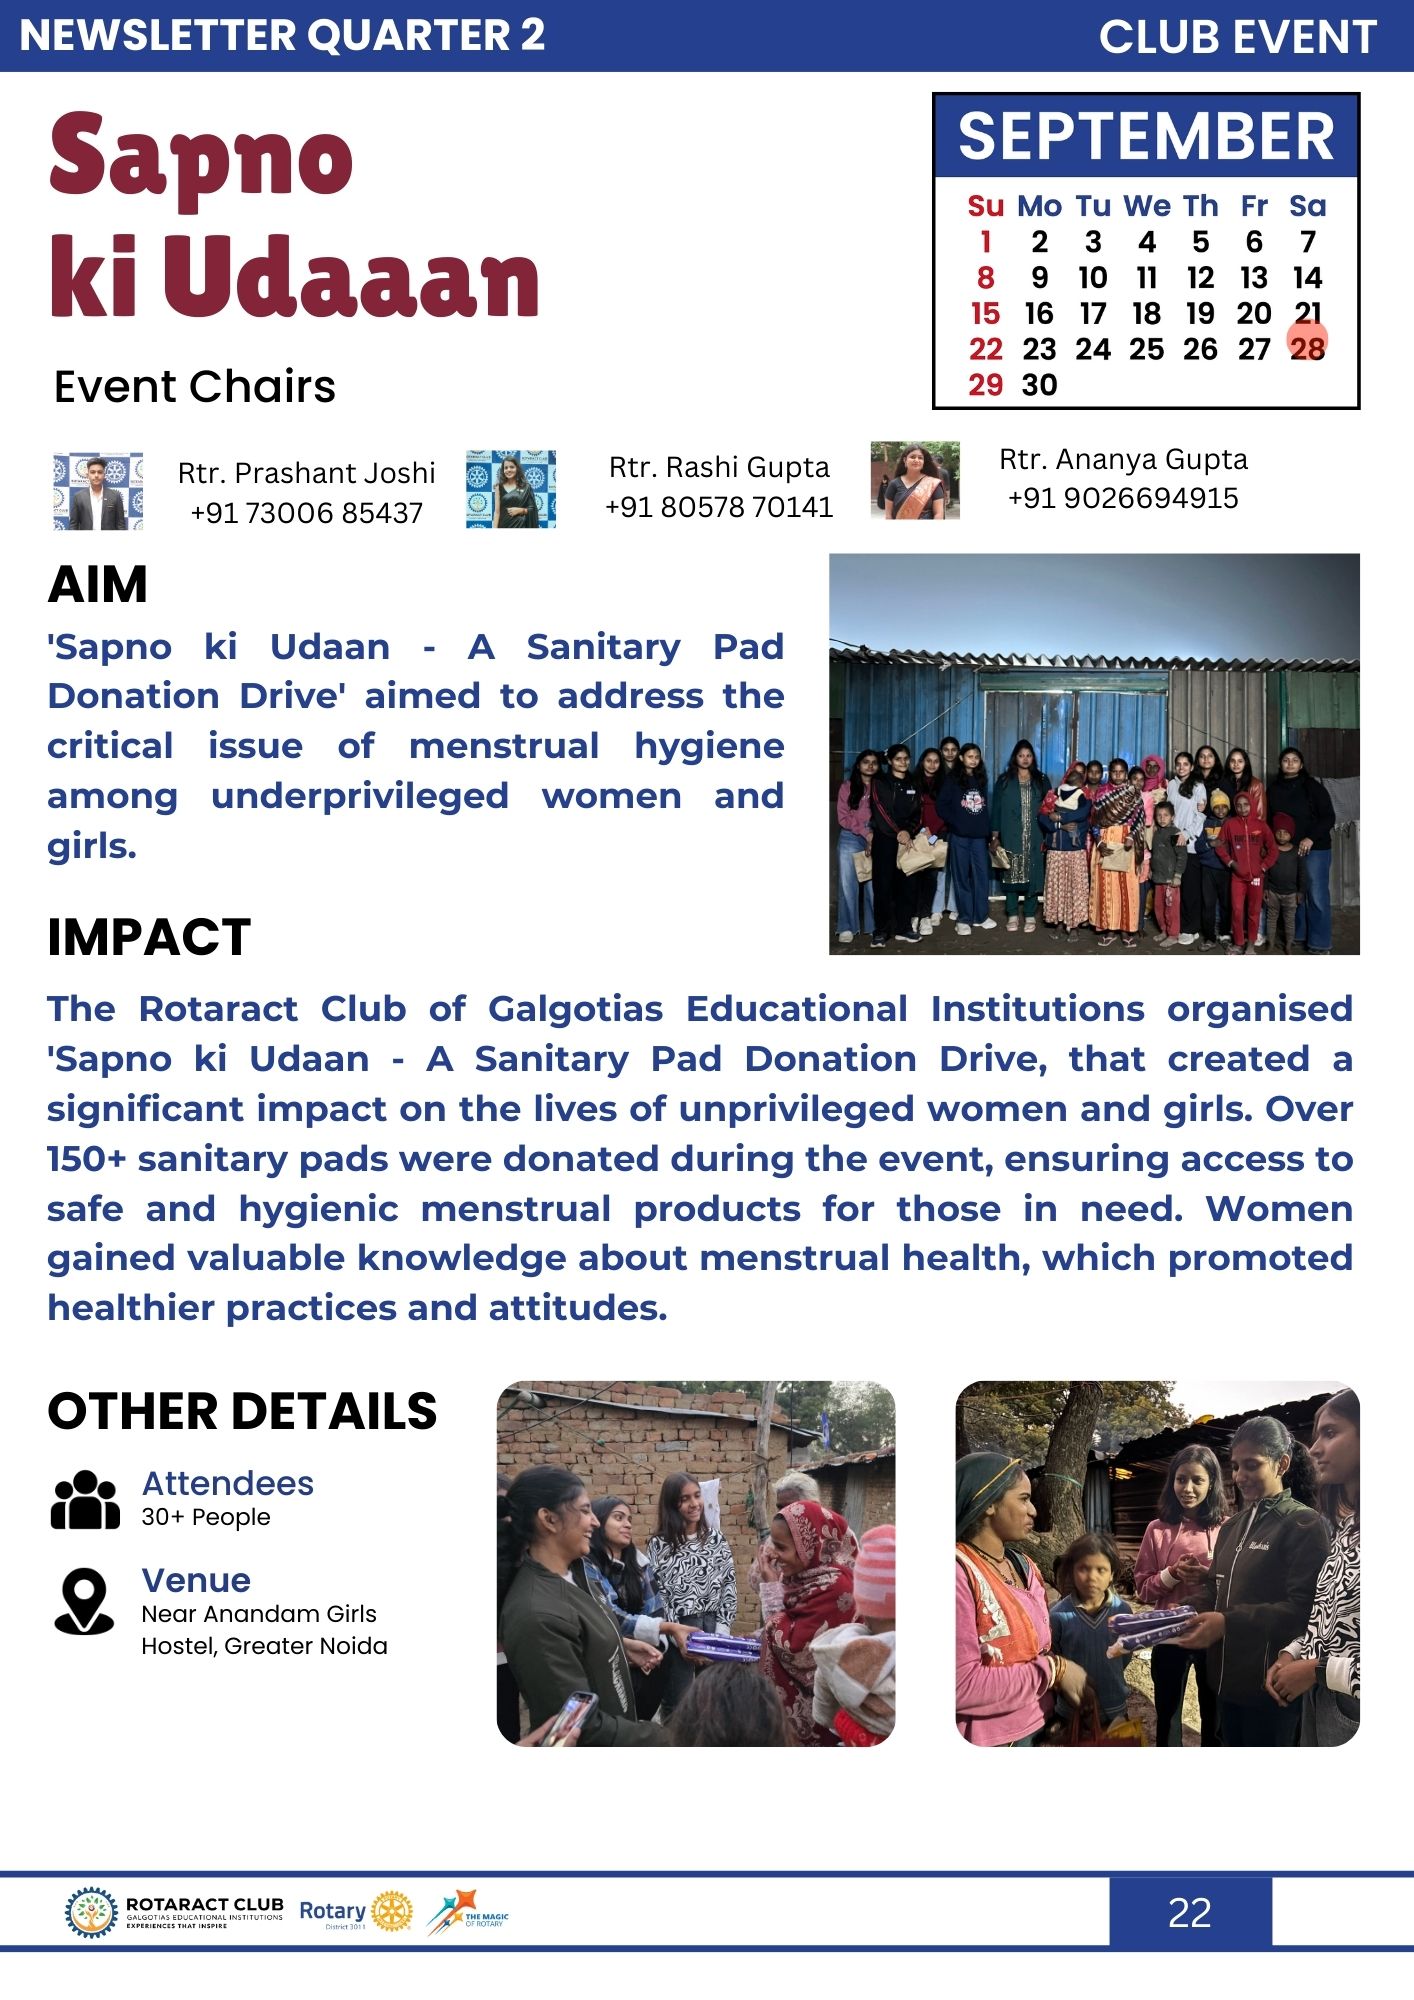 NEWSLETTER QUARTER 2
CLUB EVENT
Sapno
ki Udaaan
SEPTEMBER
Su Mo Tu We Th Fr Sa
1 2 3 4 5 6 7
8 9 10 11 12 13 14
15 16 17 18 19 20 21
22 23 24 25 26 27 28
29 30
Event Chairs
Rtr. Prashant Joshi
+91 73006 85437
Rtr. Rashi Gupta
+91 80578 70141
Rtr. Ananya Gupta
+91 9026694915
AIM
'Sapno ki Udaan - A Sanitary Pad
Donation Drive' aimed to address the
critical issue of menstrual hygiene
among underprivileged women and
girls.
IMPACT
The Rotaract Club of Galgotias Educational Institutions organised
'Sapno ki Udaan - A Sanitary Pad Donation Drive, that created a
significant impact on the lives of unprivileged women and girls. Over
150+ sanitary pads were donated during the event, ensuring access to
safe and hygienic menstrual products for those in need. Women
gained valuable knowledge about menstrual health, which promoted
healthier practices and attitudes.
OTHER DETAILS
Attendees
30+ People
Venue
Near Anandam Girls
Hostel, Greater Noida
ROTARACT CLUB
GALGOTIAS EDUCATIONAL INSTITUTIONS
EXPERIENCES THAT INSPIRE
Rotary
District 3011
THE MAGIC
OF ROTARY
22